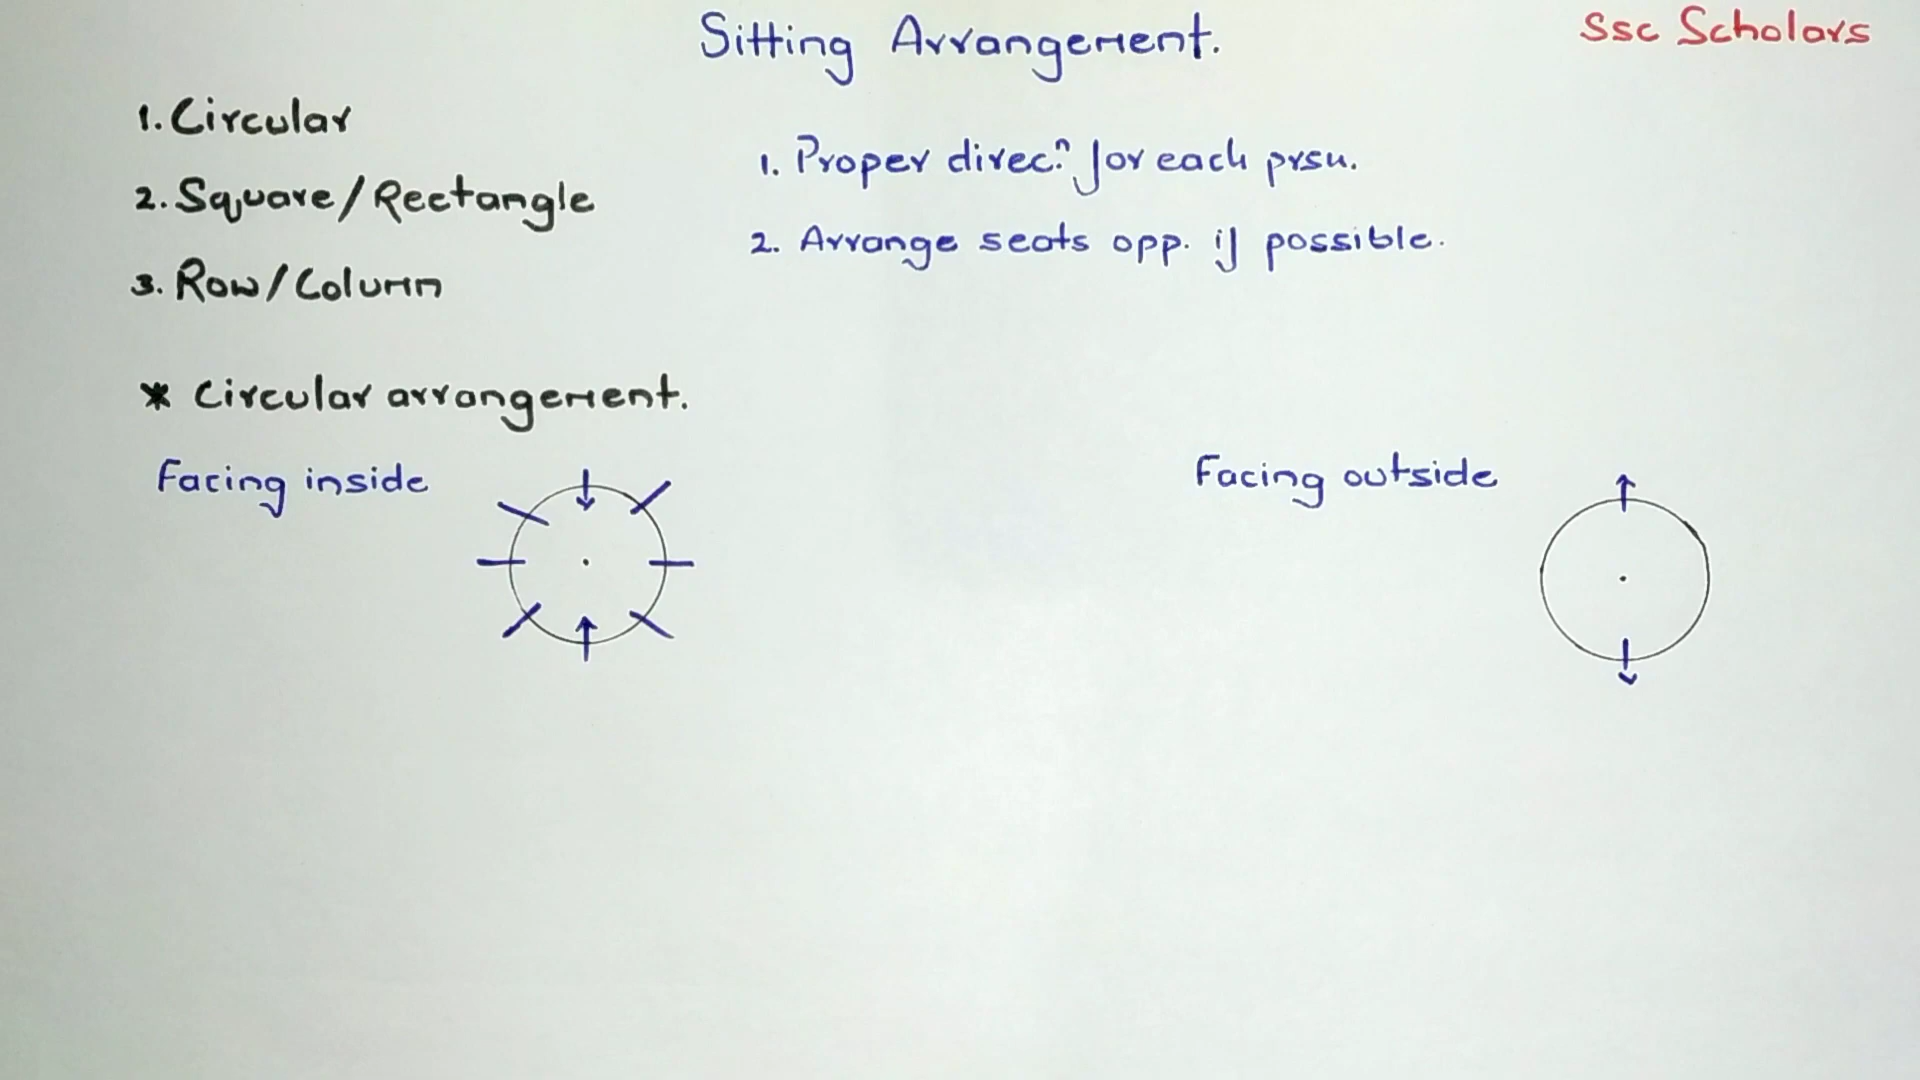 Sitting Arrangement.
Ssc Scholars
1. Circular
2. Square/Rectangle
3. Row/Column
1. Proper direcn. for each prsn.
2. Arrange seats opp. if possible.
* Circular arrangement.
Facing inside
Facing outside